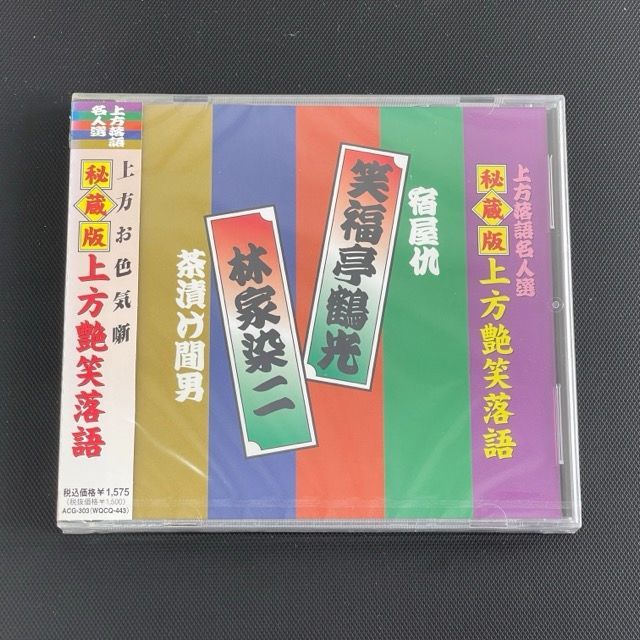 上方落語名人選
秘蔵版
上方艶笑落語
宿屋仇
笑福亭鶴光
林家染二
茶漬け間男
上方落語
名人選
上方お色気噺
秘蔵版
上方艶笑落語
税込価格¥1,575
(税抜価格¥1,500)
ACG-303(WQCQ-443)